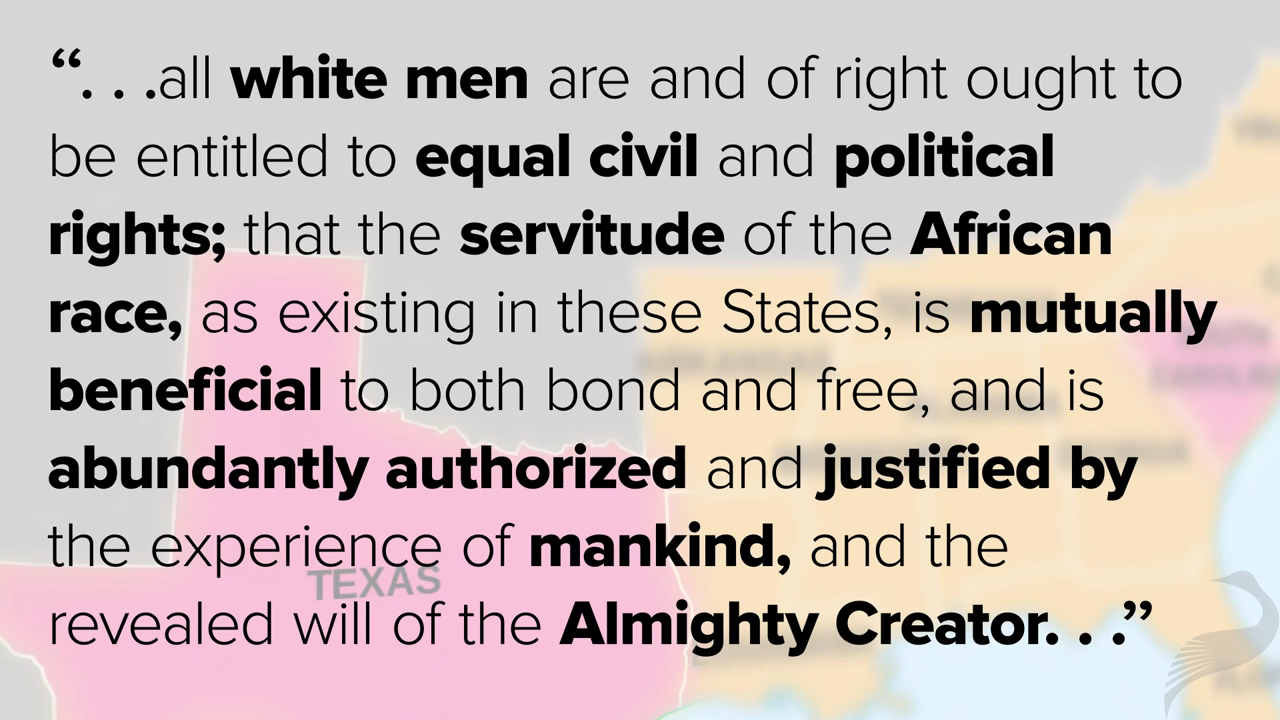 “. . .all white men are and of right ought to
be entitled to equal civil and political
rights; that the servitude of the African
race, as existing in these States, is mutually
beneficial to both bond and free, and is
abundantly authorized and justified by
the experience of mankind, and the
revealed will of the Almighty Creator. . .”
TEXAS